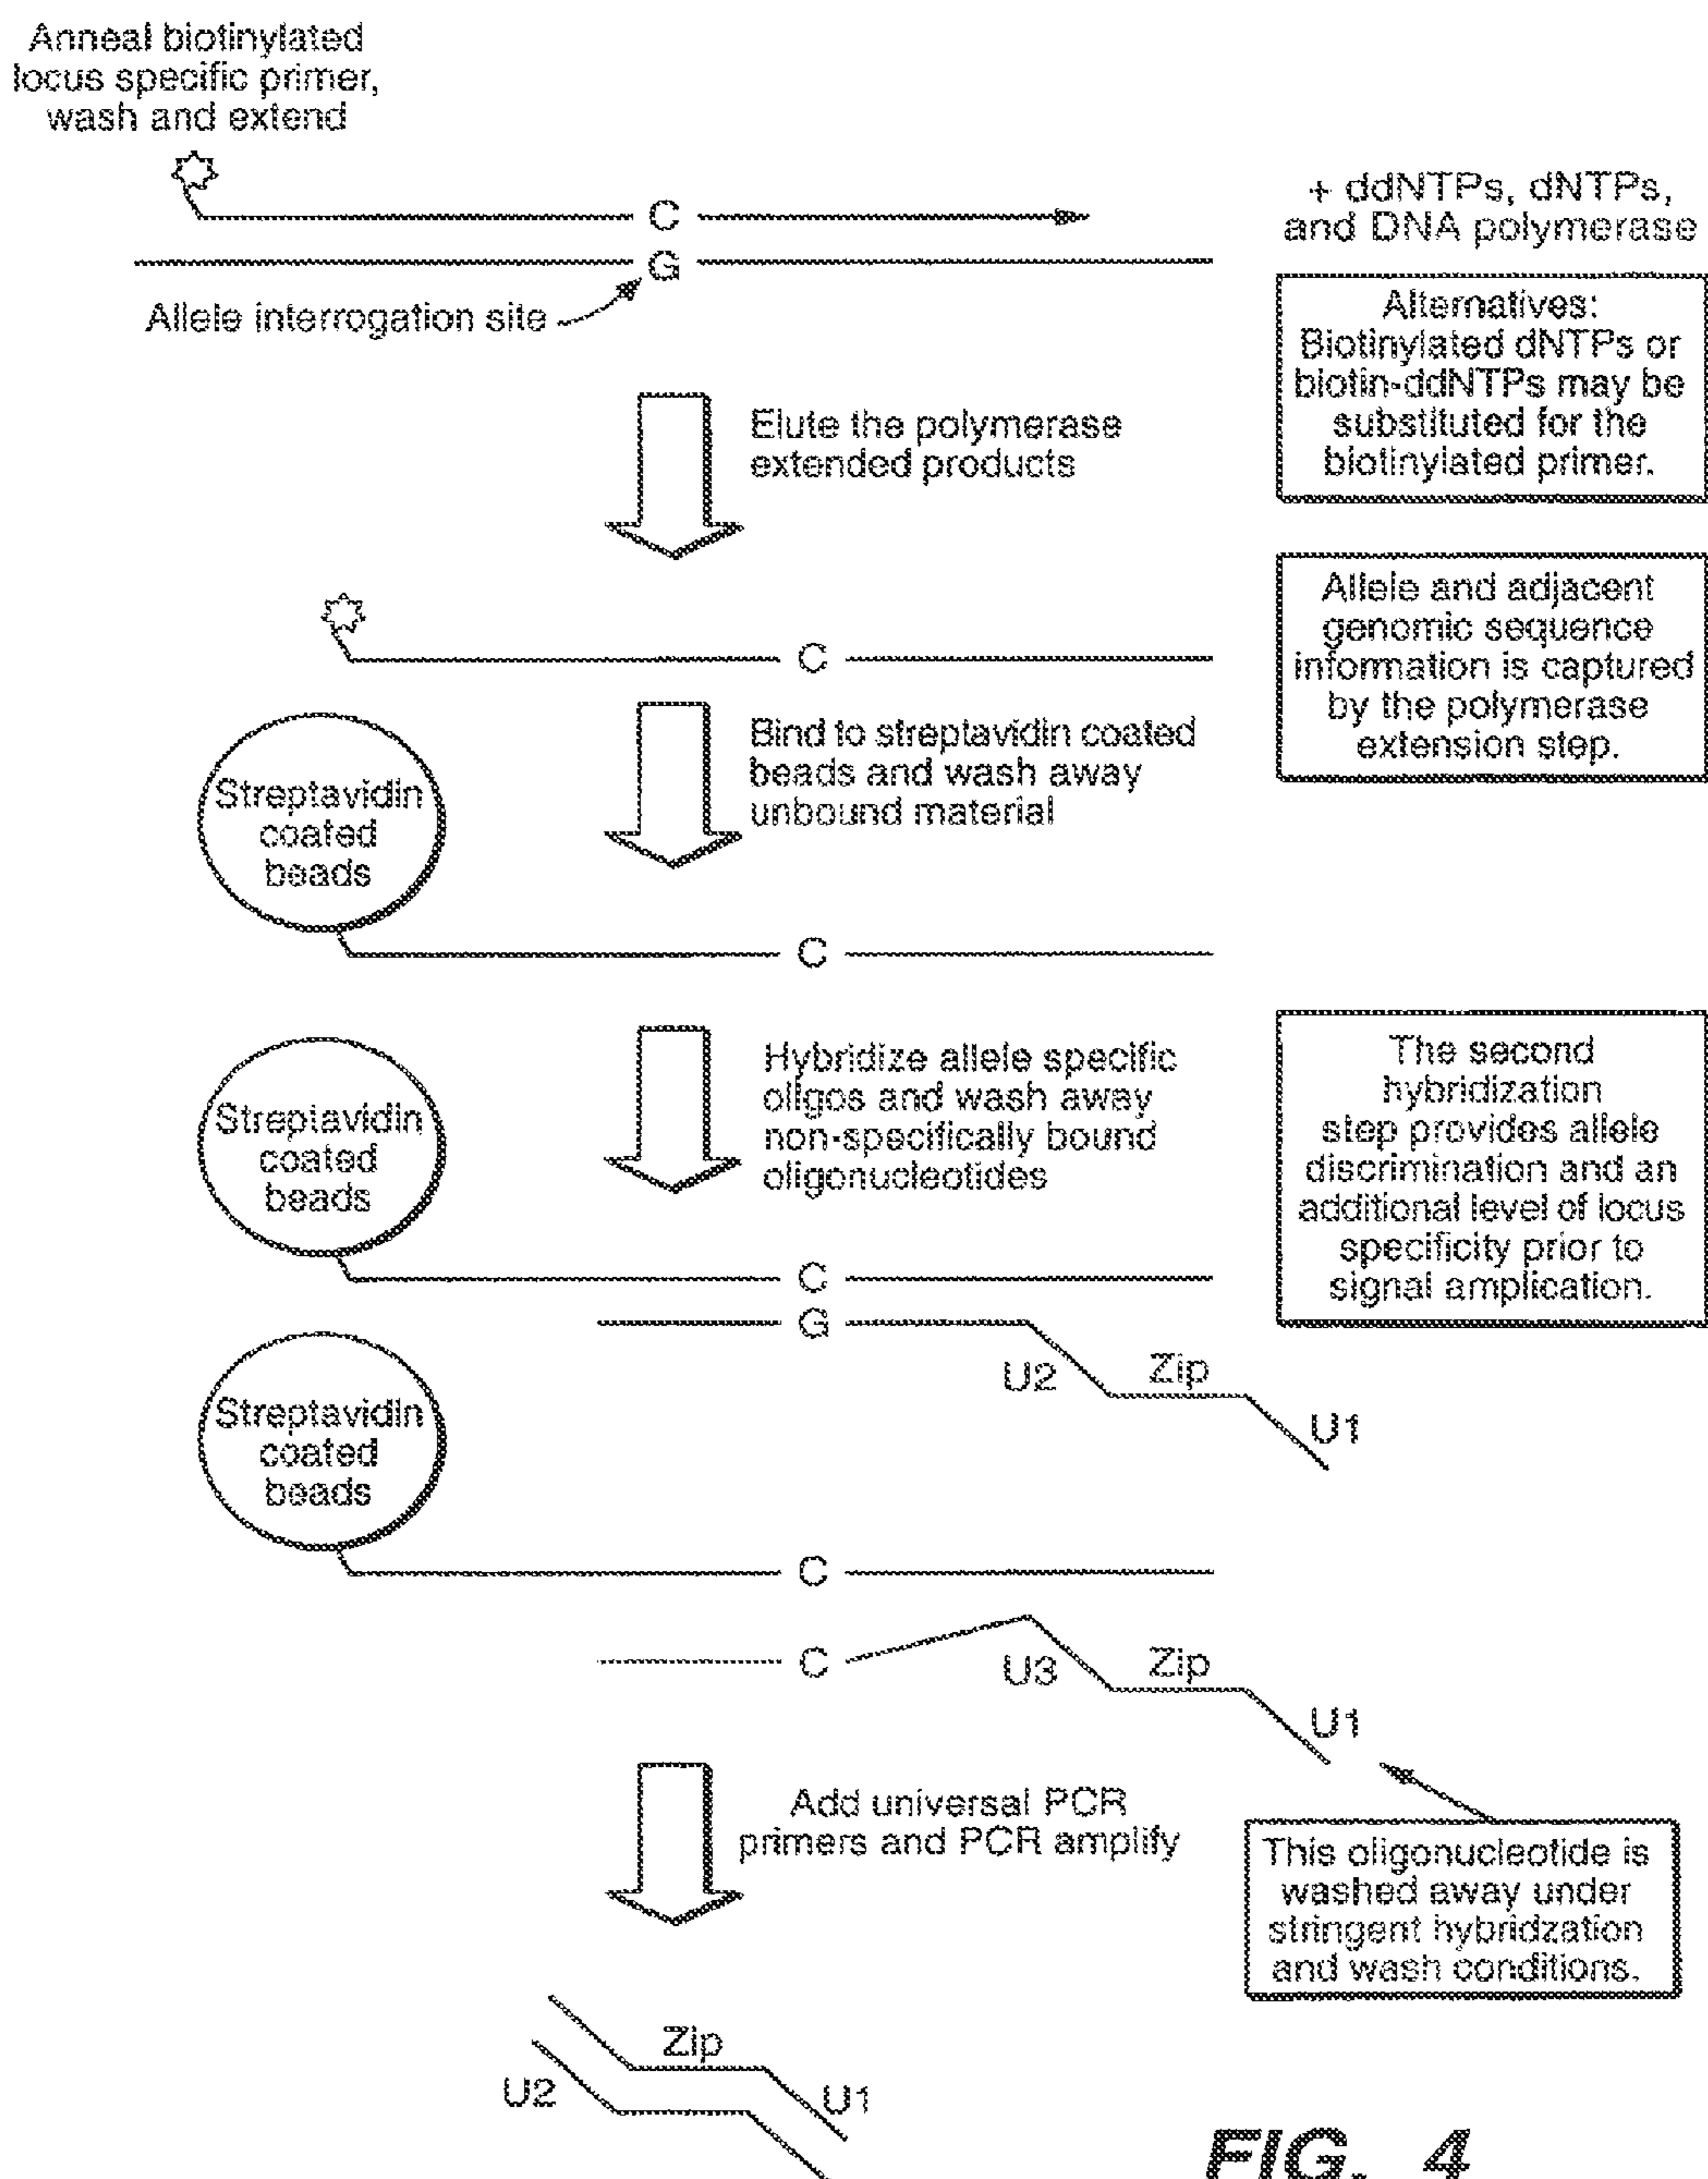 Anneal biotinylated
locus specific primer,
wash and extend
C
+ ddNTPs, dNTPs,
and DNA polymerase
G
Allele interrogation site
Alternatives:
Biotinylated dNTPs or
biotin-ddNTPs may be
substituted for the
biotinylated primer.
Elute the polymerase
extended products
C
Allele and adjacent
genomic sequence
information is captured
by the polymerase
extension step.
Bind to streptavidin coated
beads and wash away
unbound material
Streptavidin
coated
beads
C
Hybridize allele specific
oligos and wash away
non-specifically bound
oligonucleotides
The second
hybridization
step provides allele
discrimination and an
additional level of locus
specificity prior to
signal amplication.
Streptavidin
coated
beads
C
G
U2
Zip
U1
Streptavidin
coated
beads
C
C
U3
Zip
U1
Add universal PCR
primers and PCR amplify
This oligonucleotide is
washed away under
stringent hybridzation
and wash conditions.
Zip
U2
U1
FIG. 4